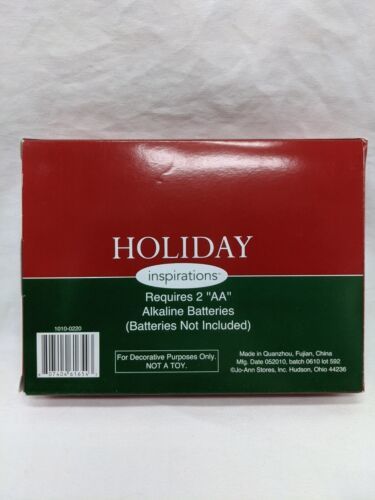 HOLIDAY
inspirations™
Requires 2 "AA"
Alkaline Batteries
(Batteries Not Included)
1010-0220
For Decorative Purposes Only.
NOT A TOY.
Made in Quanzhou, Fujian, China
Mfg. Date 052010, batch 0610 lot 592
©Jo-Ann Stores, Inc. Hudson, Ohio 44236